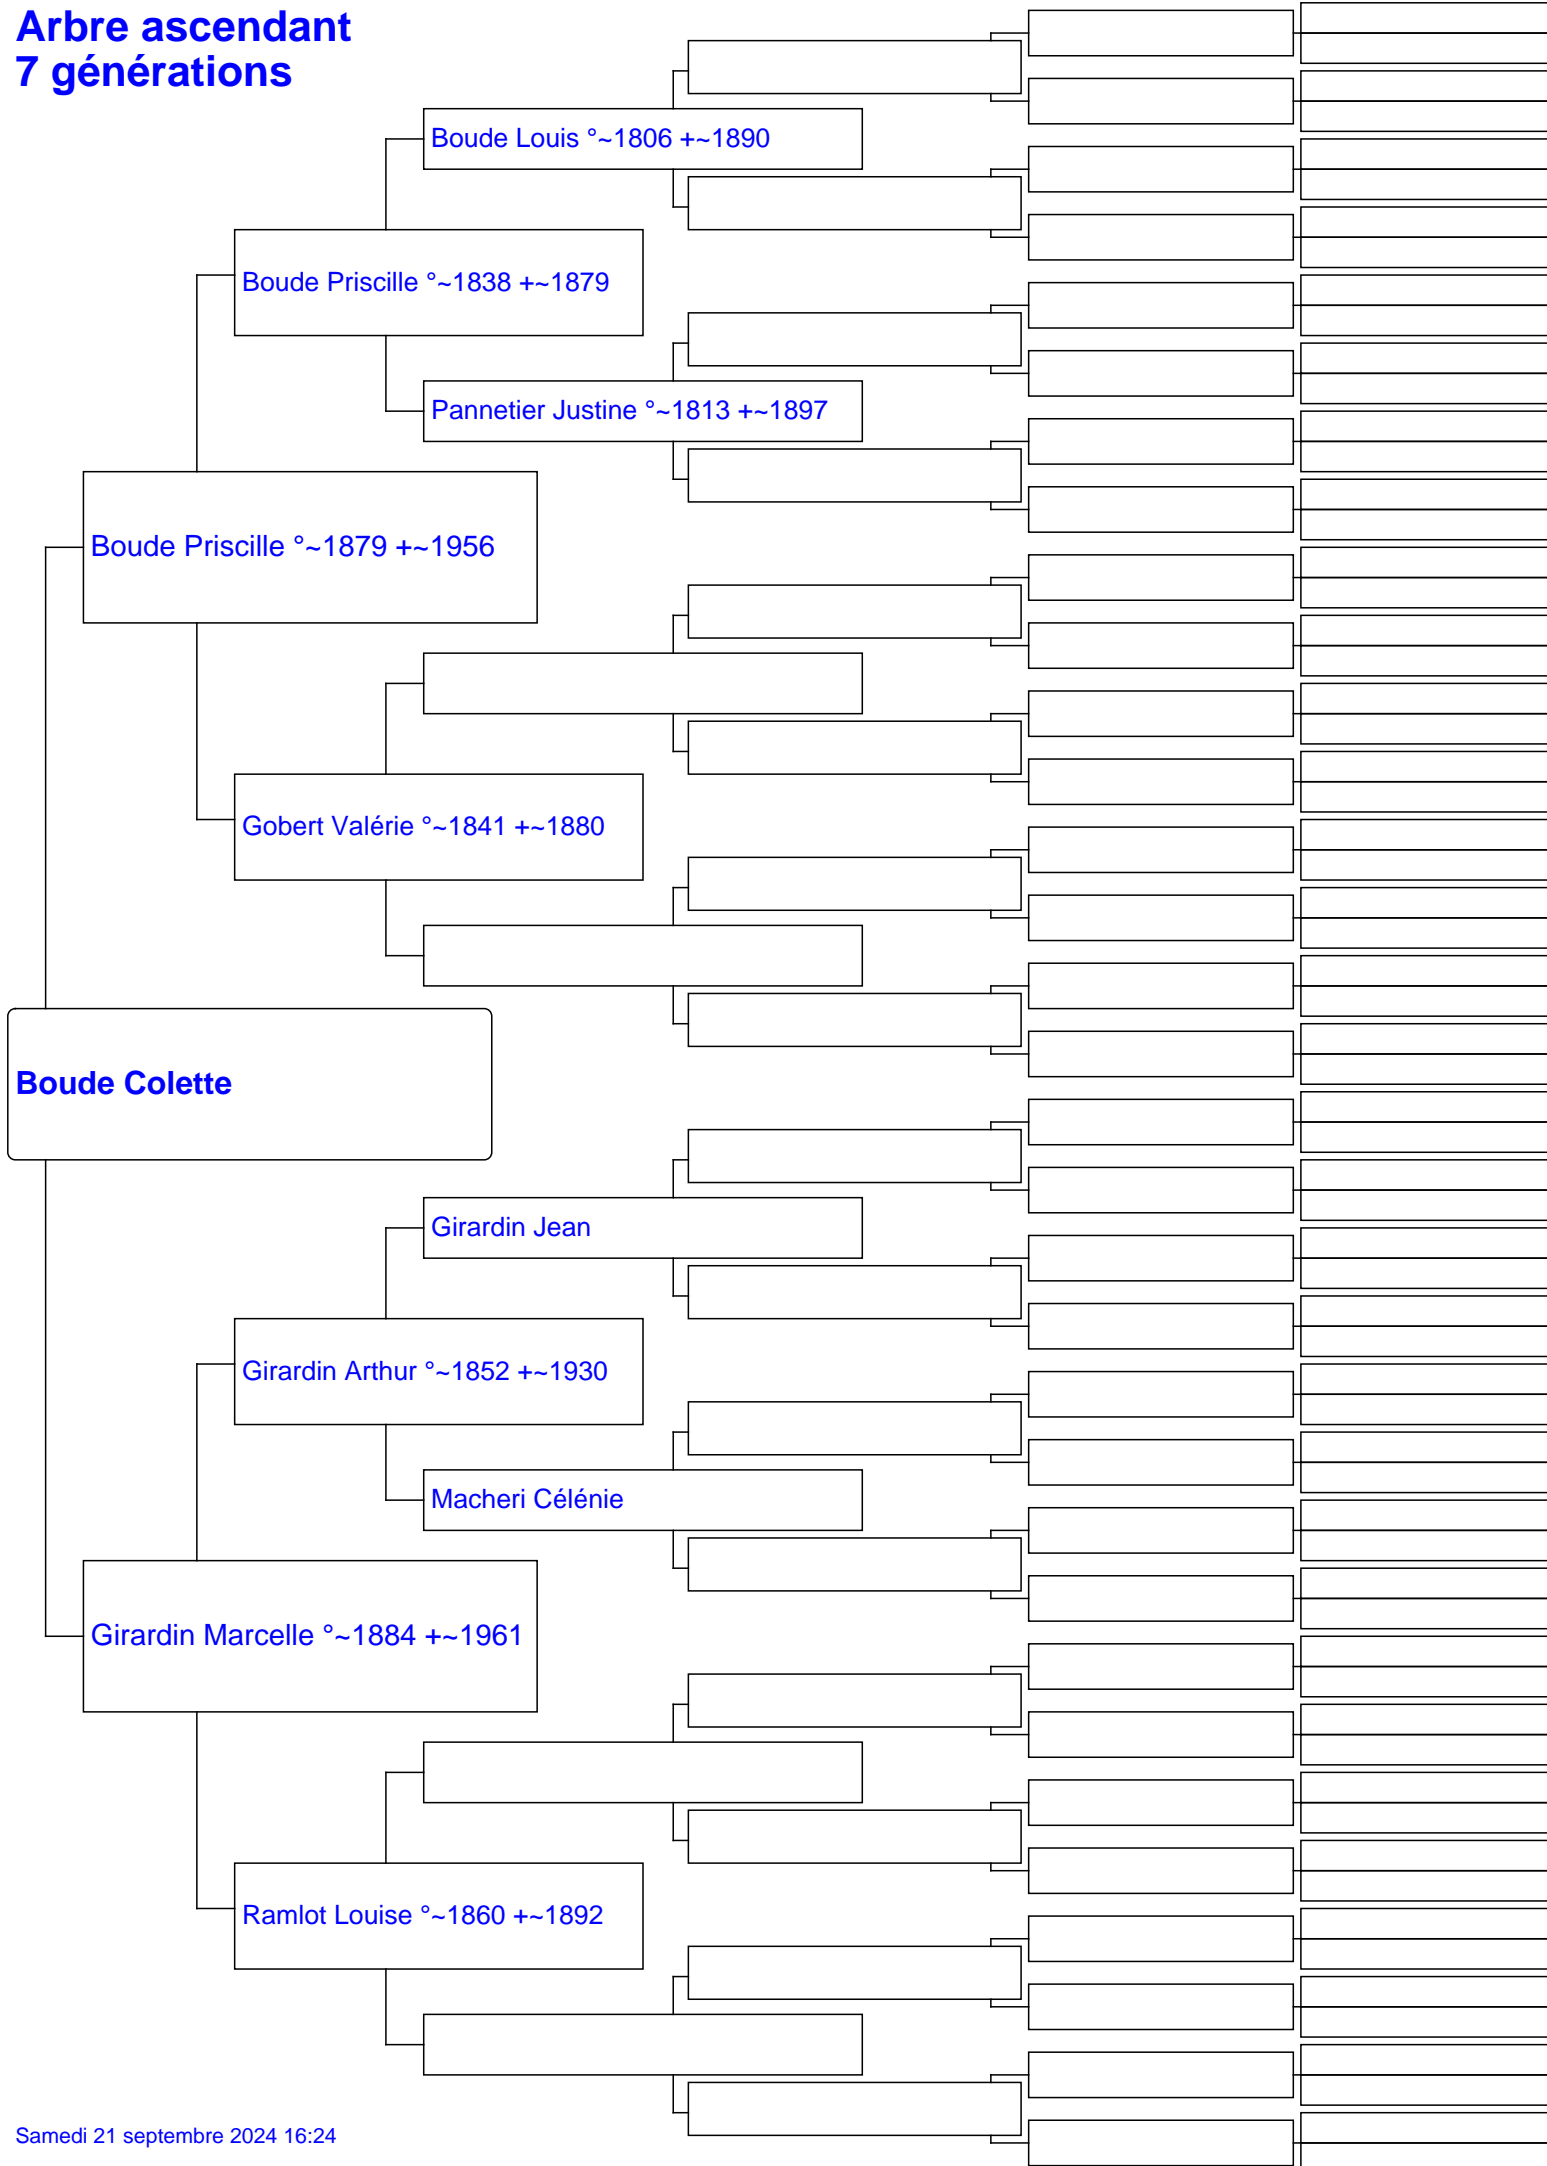 Arbre ascendant
7 générations
Boude Louis °~1806 +~1890
Boude Priscille °~1838 +~1879
Pannetier Justine °~1813 +~1897
Boude Priscille °~1879 +~1956
Gobert Valérie °~1841 +~1880
Boude Colette
Girardin Jean
Girardin Arthur °~1852 +~1930
Macheri Célénie
Girardin Marcelle °~1884 +~1961
Ramlot Louise °~1860 +~1892
Samedi 21 septembre 2024 16:24